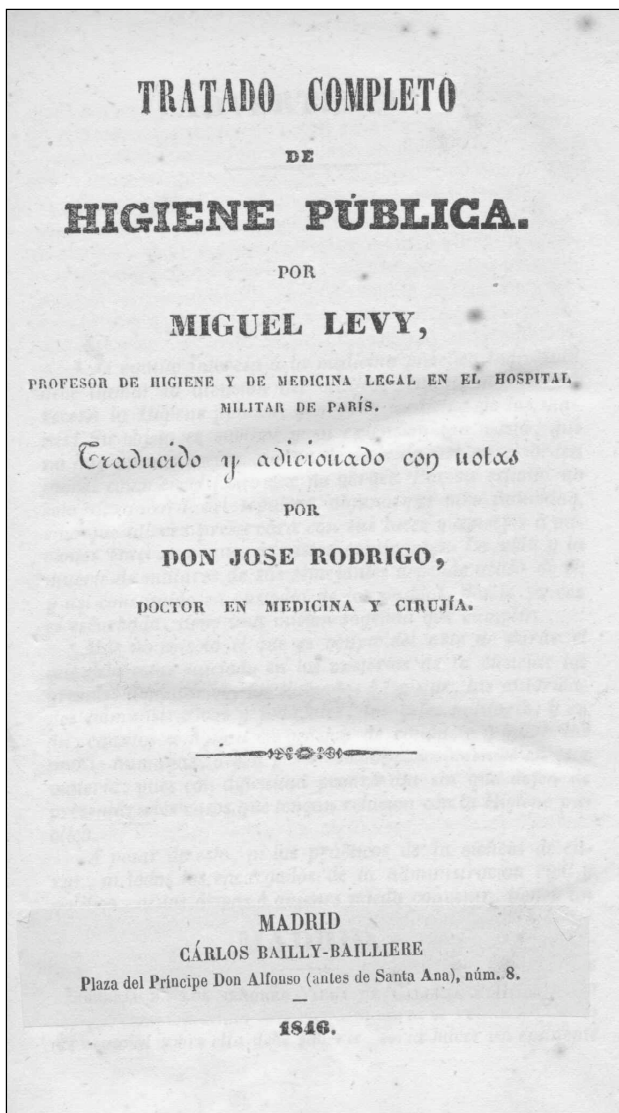 TRATADO COMPLETO
DE
HIGIENE PÚBLICA.
POR
MIGUEL LEVY,
PROFESOR DE HIGIENE Y DE MEDICINA LEGAL EN EL HOSPITAL
MILITAR DE PARÍS.
Traducido y adicionado con notas
POR
DON JOSE RODRIGO,
DOCTOR EN MEDICINA Y CIRUJÍA.
MADRID
CÁRLOS BAILLY-BAILLIERE
Plaza del Príncipe Don Alfonso (antes de Santa Ana), núm. 8.
1846.